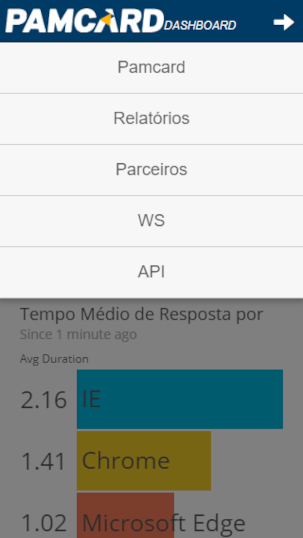 PAMCARD DASHBOARD
Pamcard
Relatórios
Parceiros
WS
API
Tempo Médio de Resposta por
Since 1 minute ago
Avg Duration
2.16 IE
1.41 Chrome
1.02 Microsoft Edge